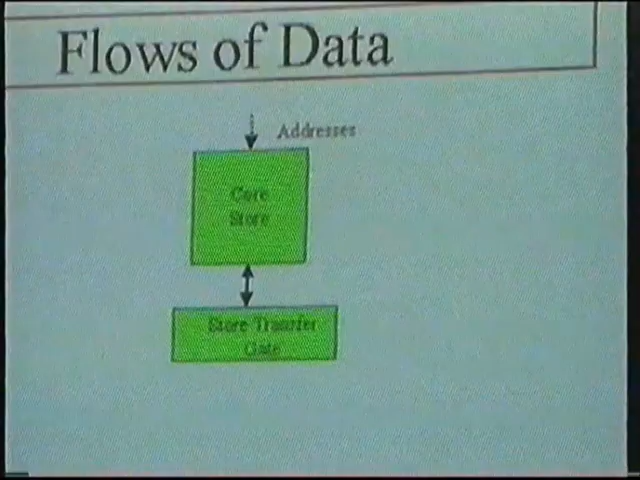 Flows of Data
Addresses
Core
Store
Store Transfer
Gate